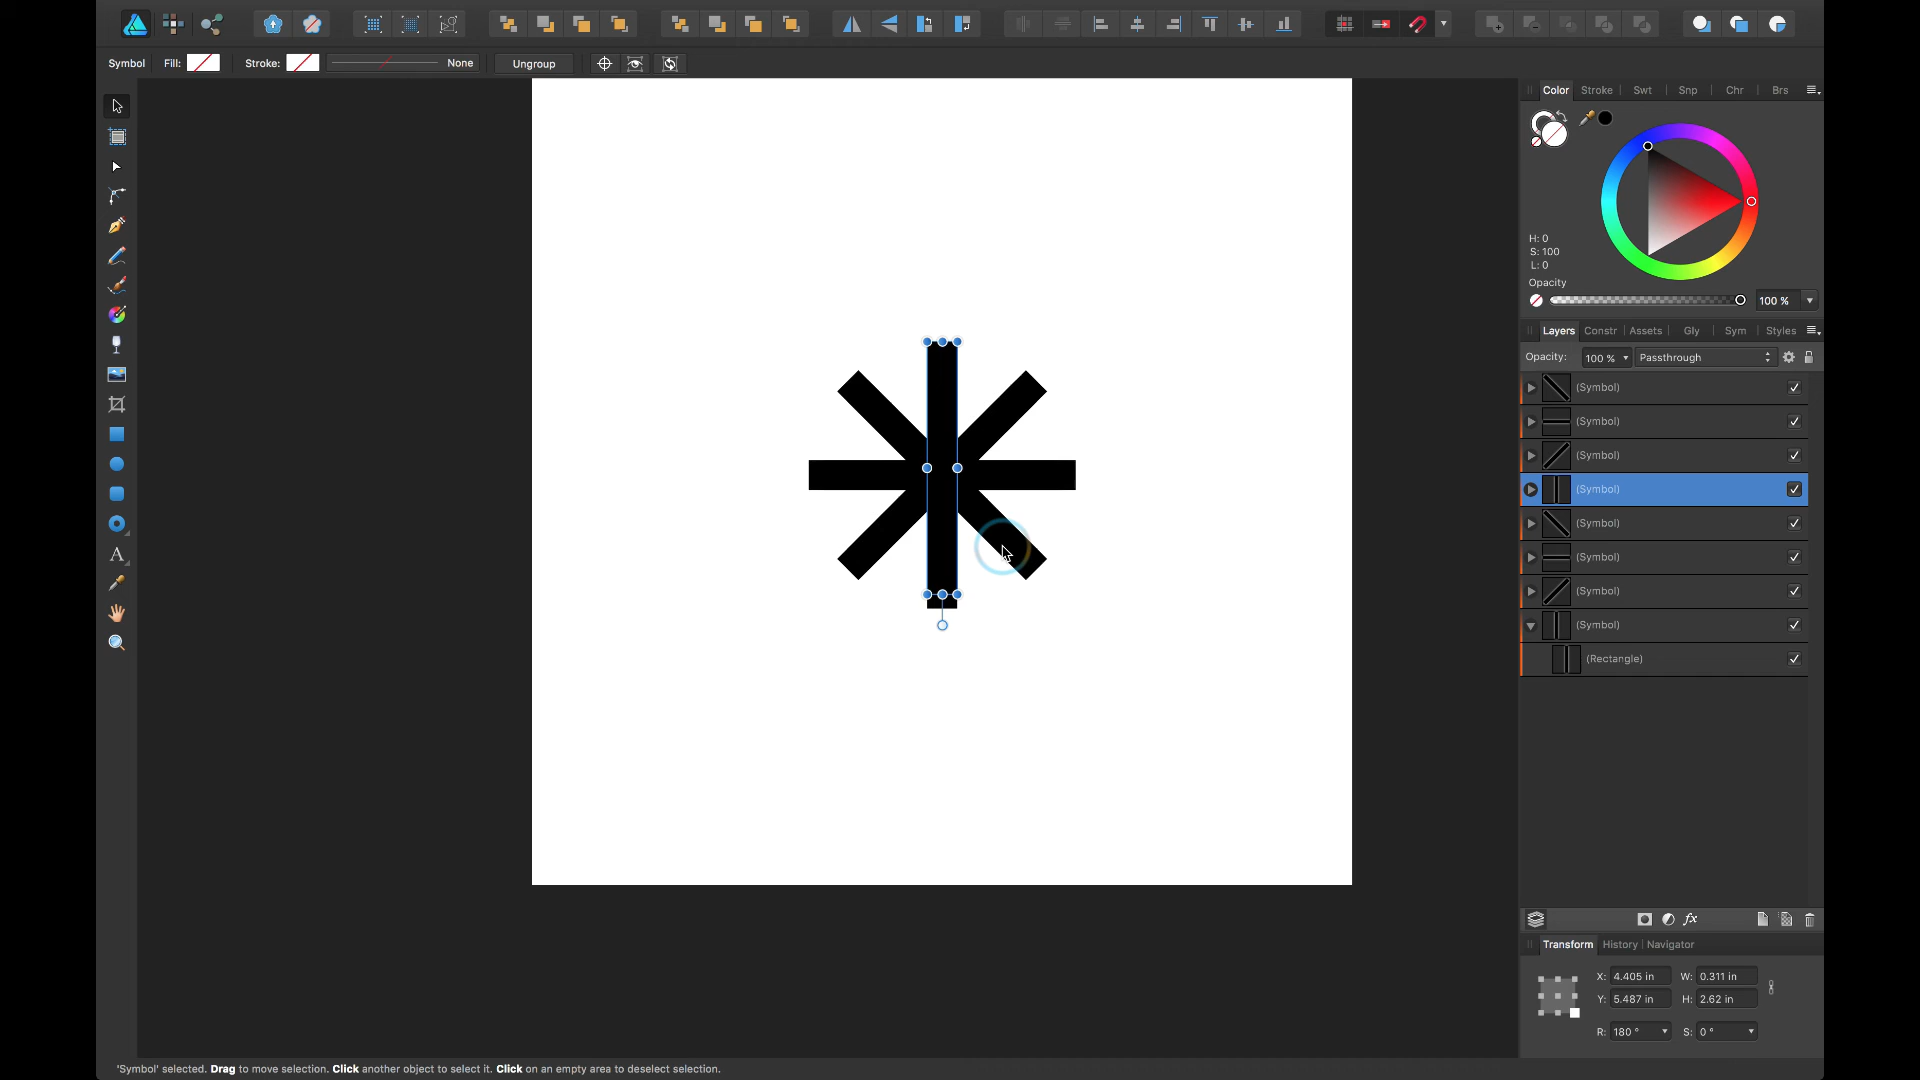 Symbol Fill: Stroke: None Ungroup
Color Stroke Swt Snp Chr Brs
H: 0
S: 100
L: 0
Opacity
100 %
Layers Constr Assets Gly Sym Styles
Opacity: 100 % Passthrough
(Symbol)
(Symbol)
(Symbol)
(Symbol)
(Symbol)
(Symbol)
(Symbol)
(Symbol)
(Rectangle)
A
fx
Transform History Navigator
X: 4.405 in W: 0.311 in
Y: 5.487 in H: 2.62 in
R: 180 ° S: 0 °
'Symbol' selected. Drag to move selection. Click another object to select it. Click on an empty area to deselect selection.